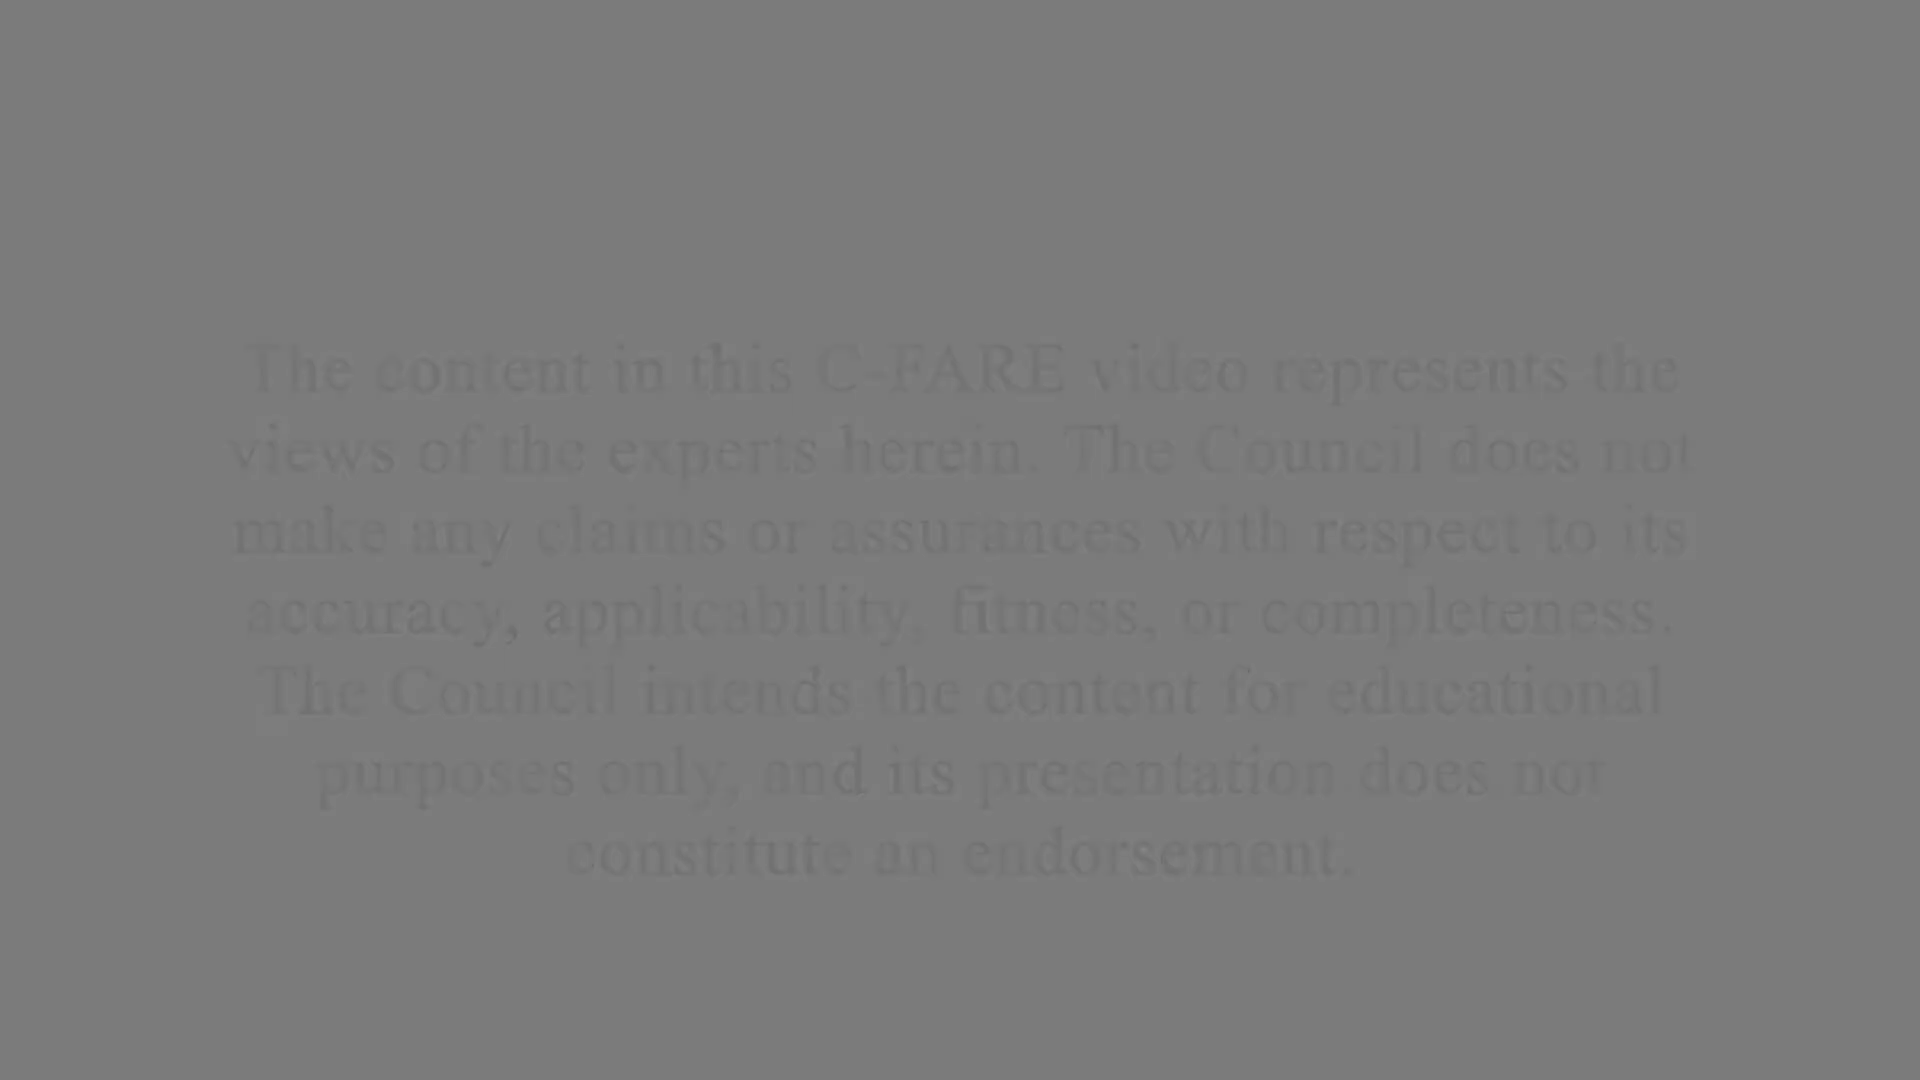 The content in this C-FARE video represents the
views of the experts herein. The Council does not
make any claims or assurances with respect to its
accuracy, applicability, fitness, or completeness.
The Council intends the content for educational
purposes only, and its presentation does not
constitute an endorsement.